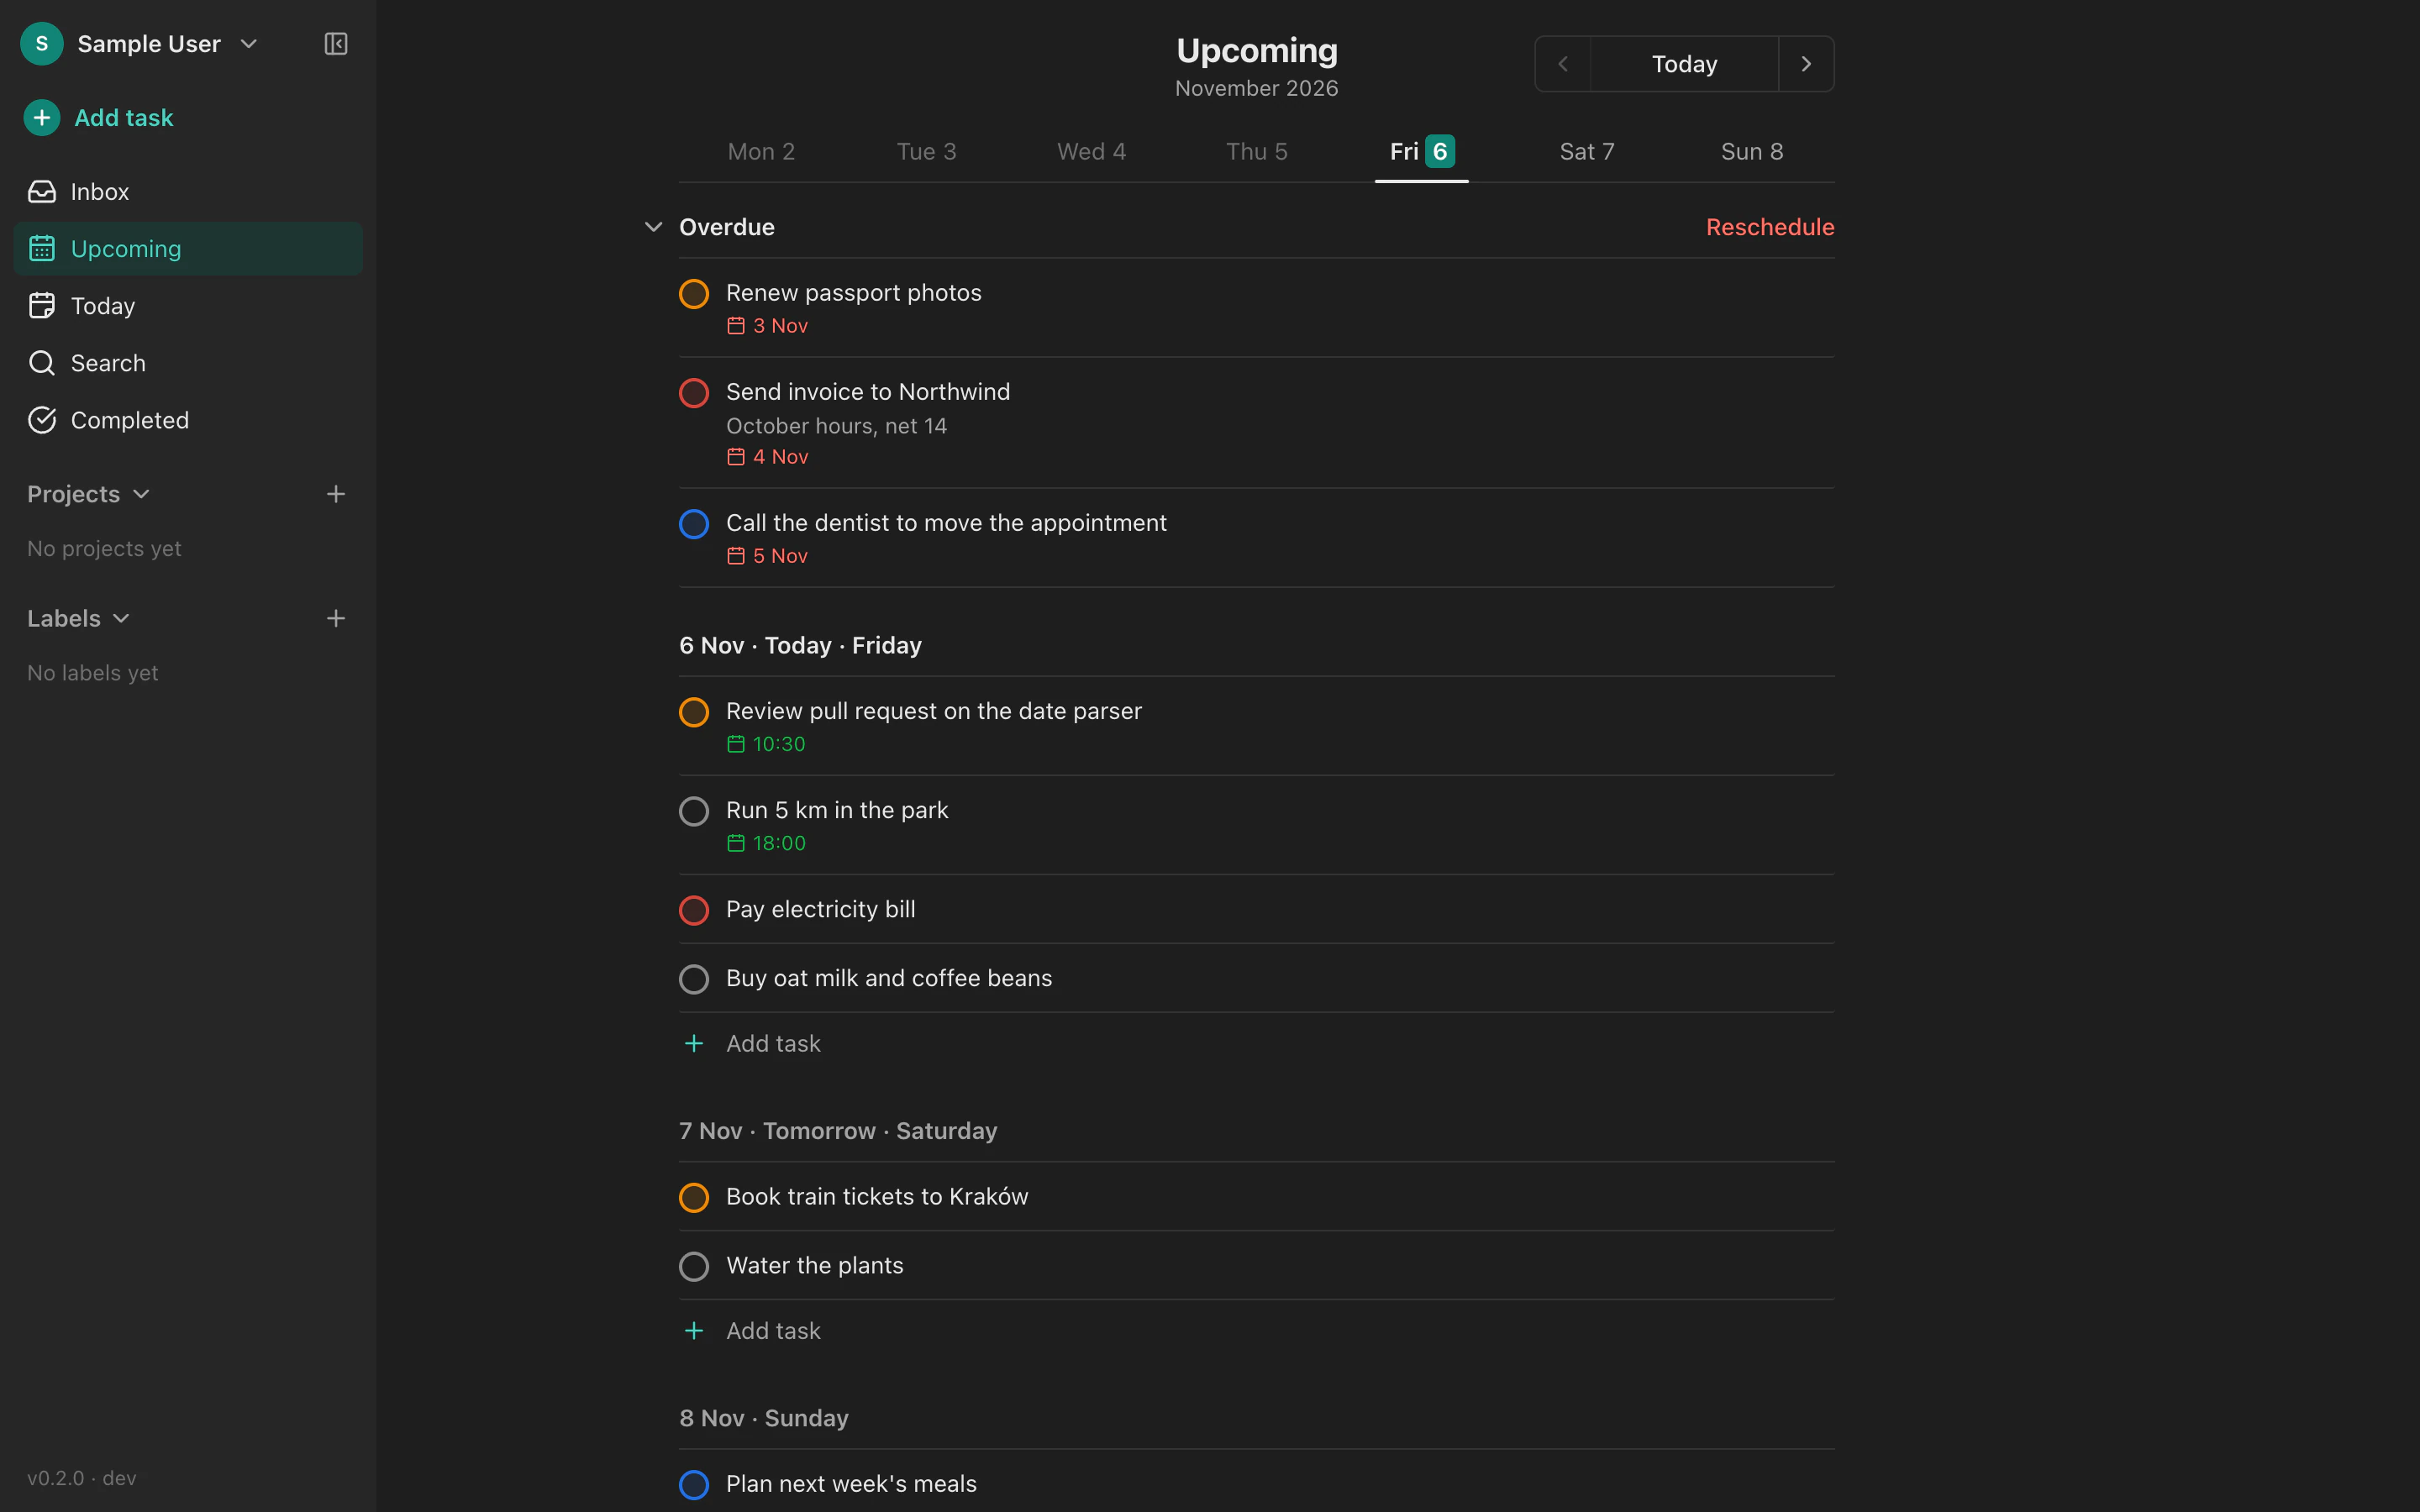 S Sample User
Add task
Inbox
Upcoming
Today
Search
Completed
Projects
No projects yet
Labels
No labels yet
v0.2.0 · dev
Upcoming
November 2026
Today
Mon 2 Tue 3 Wed 4 Thu 5 Fri 6 Sat 7 Sun 8
Overdue Reschedule
Renew passport photos
3 Nov
Send invoice to Northwind
October hours, net 14
4 Nov
Call the dentist to move the appointment
5 Nov
6 Nov · Today · Friday
Review pull request on the date parser
10:30
Run 5 km in the park
18:00
Pay electricity bill
Buy oat milk and coffee beans
Add task
7 Nov · Tomorrow · Saturday
Book train tickets to Kraków
Water the plants
Add task
8 Nov · Sunday
Plan next week's meals